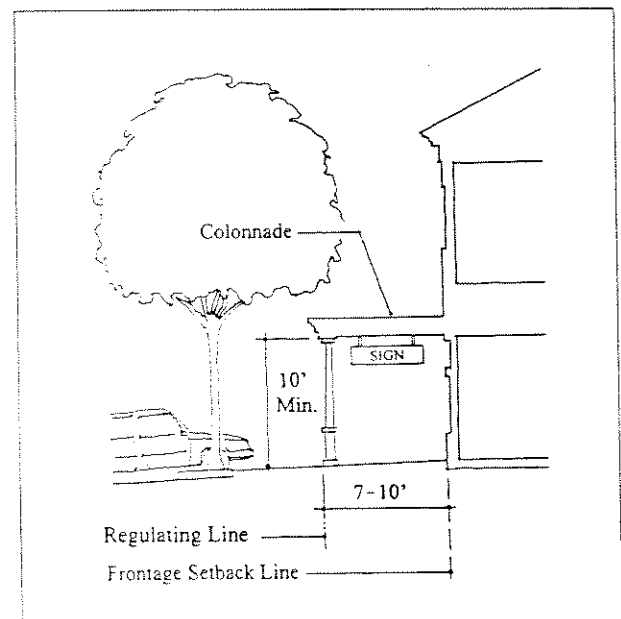 Colonnade
SIGN
10'
Min.
7-10'
Regulating Line
Frontage Setback Line